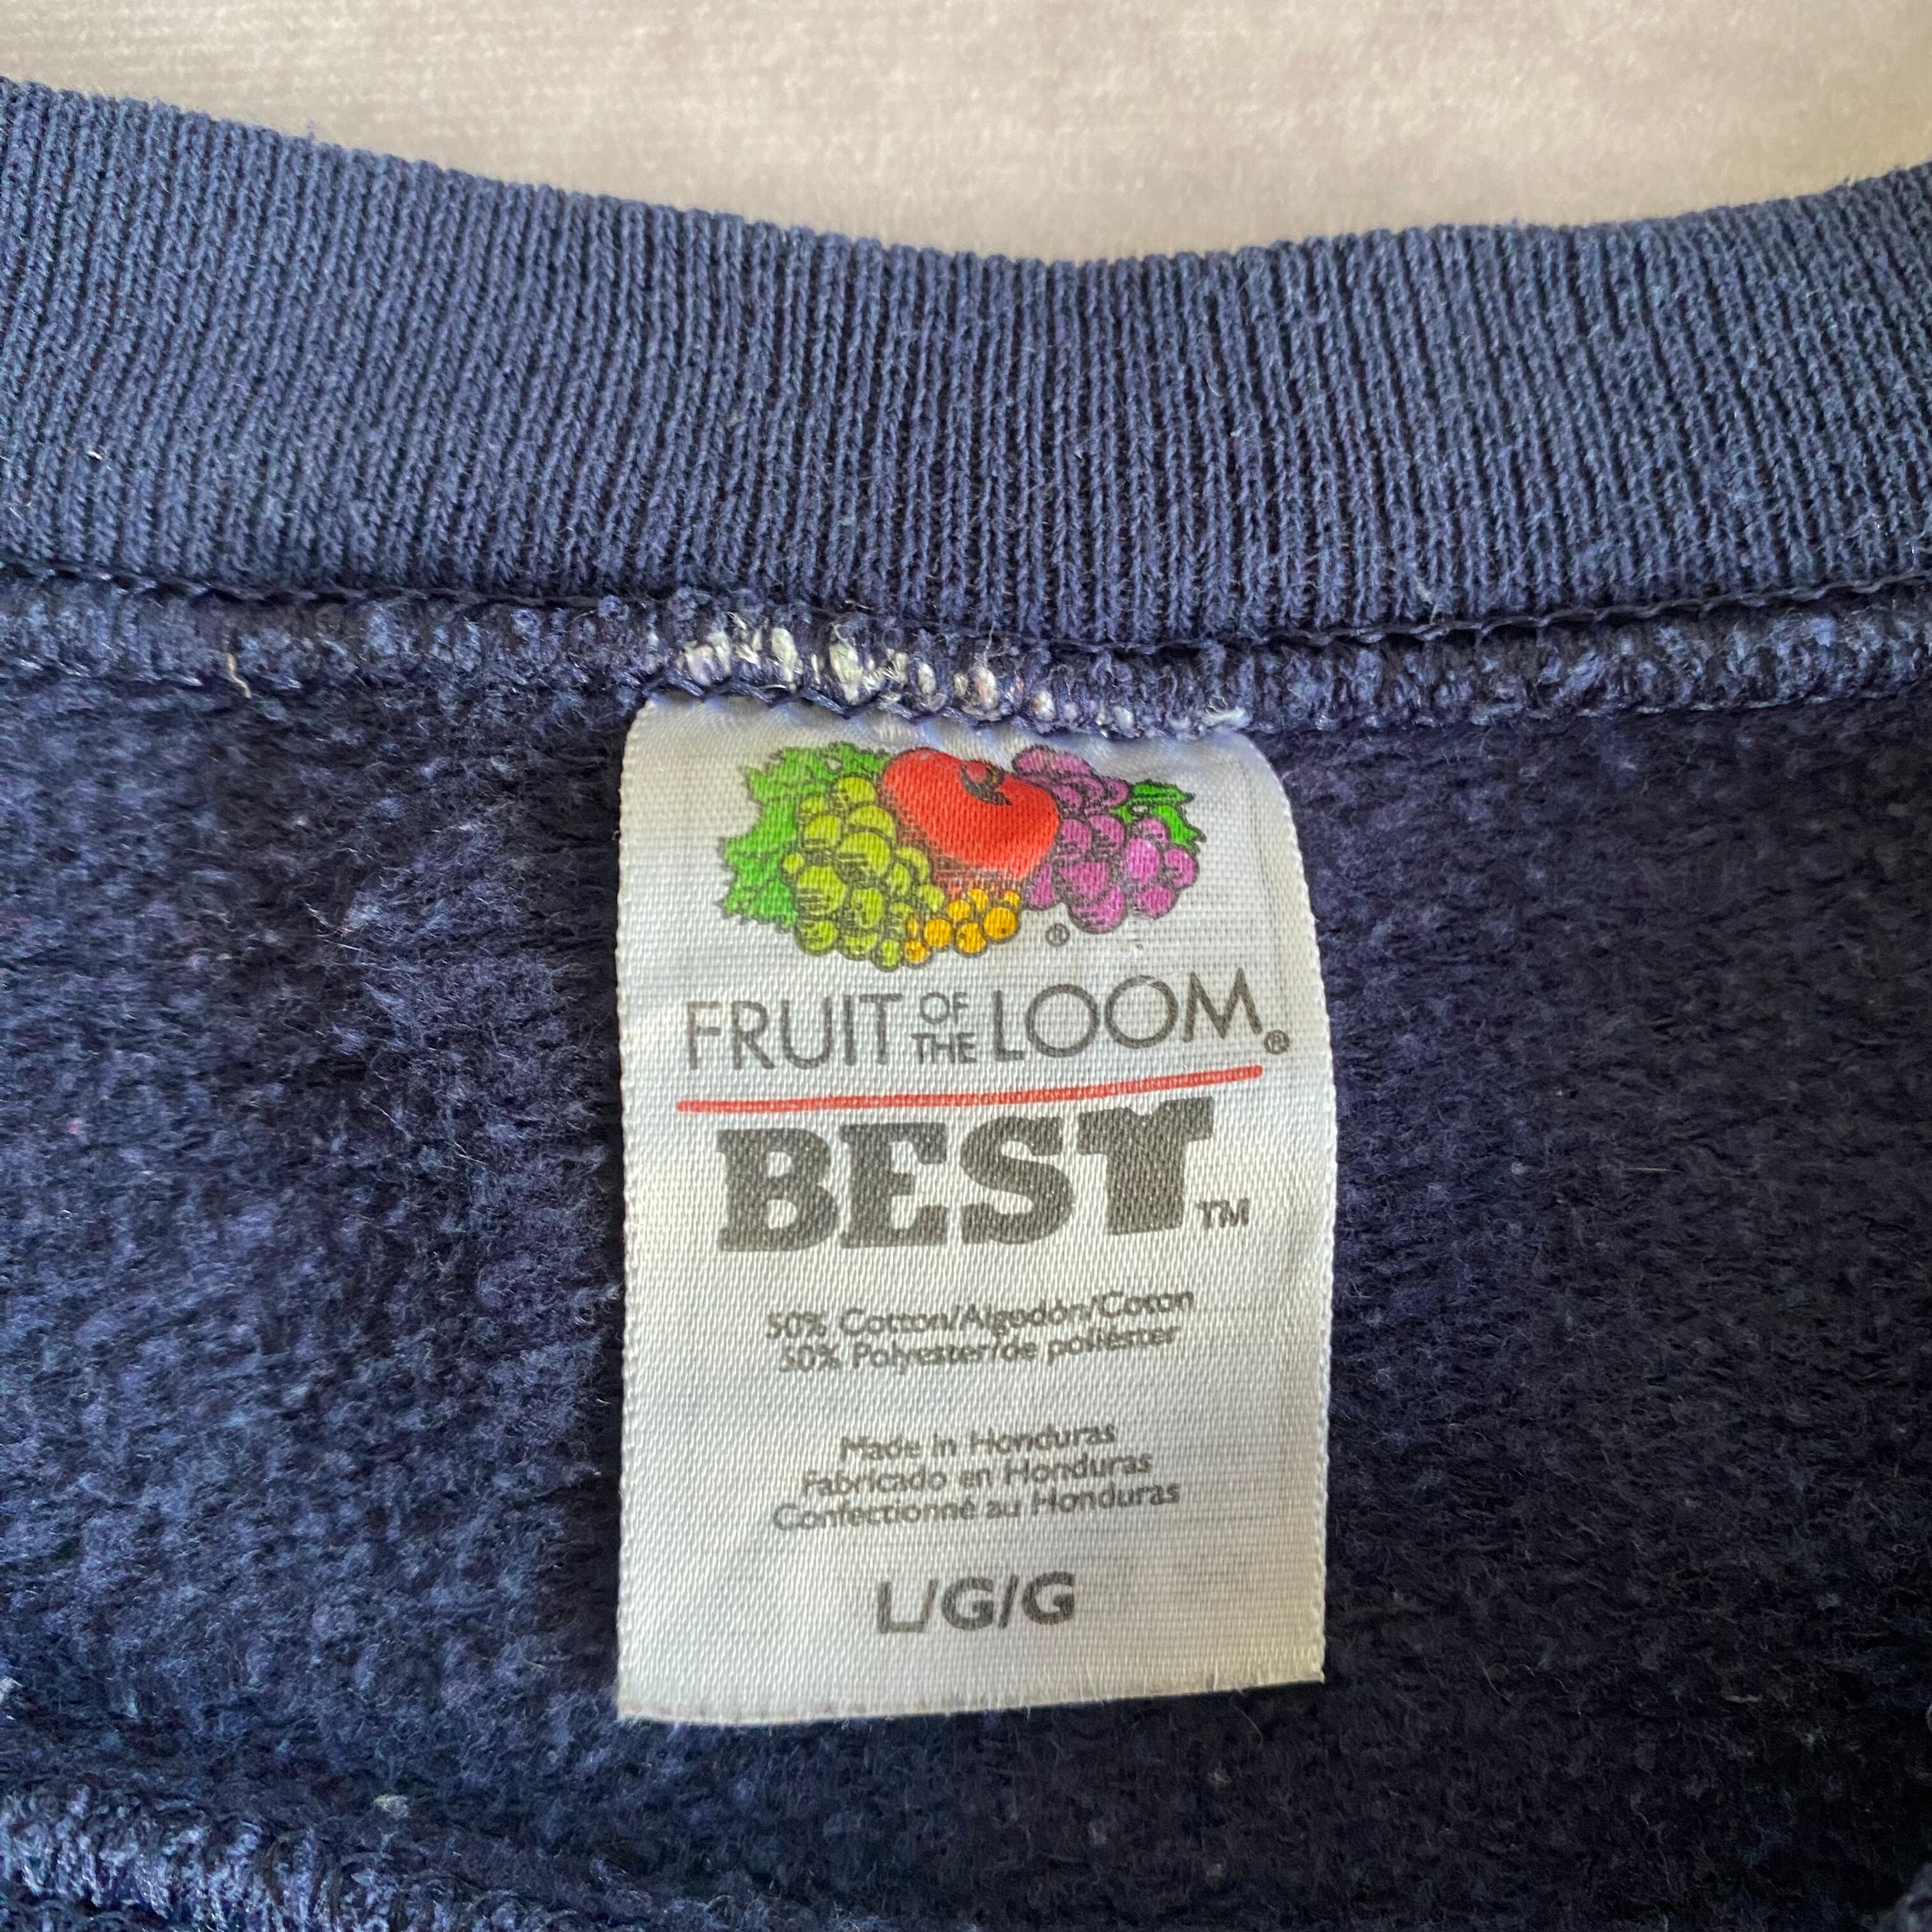 ®
FRUIT OF THE LOOM®
BEST™
50% Cotton/Algodón/Coton
50% Polyester/de poliéster
Made in Honduras
Fabricado en Honduras
Confectionné au Honduras
L/G/G